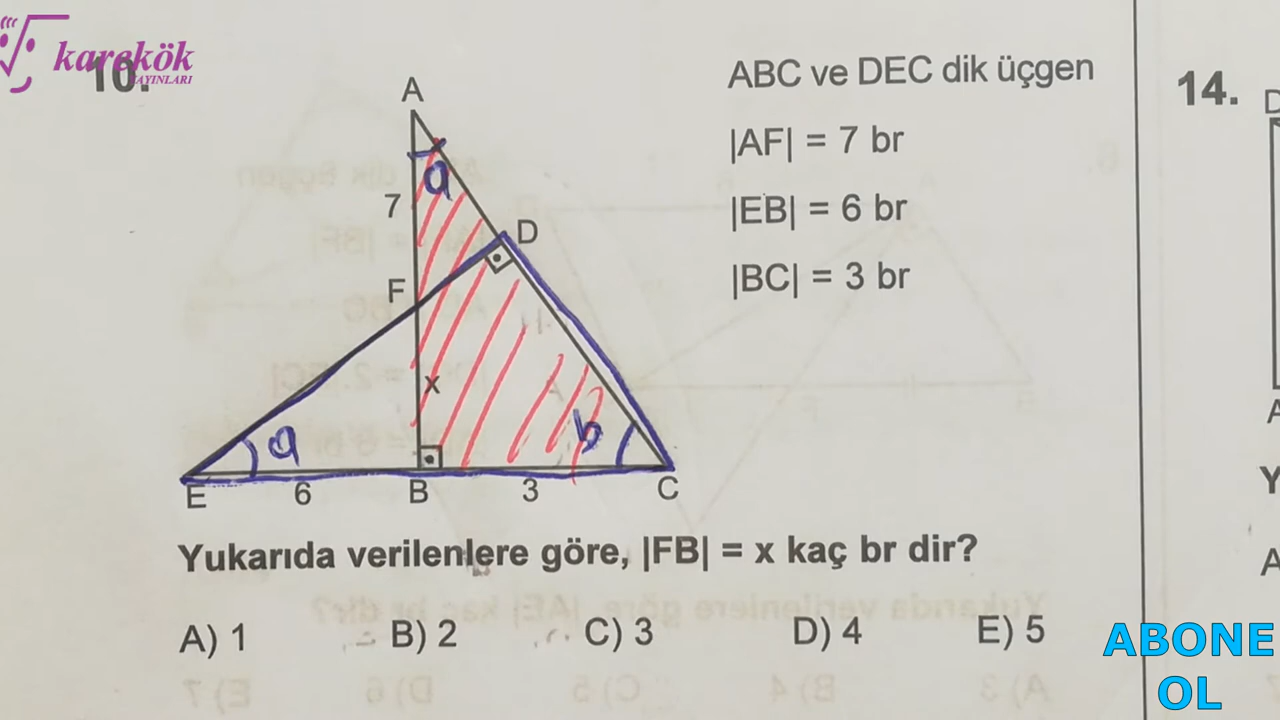 karekök
YAYINLARI
10.
ABC ve DEC dik üçgen
|AF| = 7 br
|EB| = 6 br
|BC| = 3 br
A
a
7
D
F
x
a
b
E
6
B
3
C
Yukarıda verilenlere göre, |FB| = x kaç br dir?
A) 1
B) 2
C) 3
D) 4
E) 5
14.
D
A
Y
A
ABONE
OL